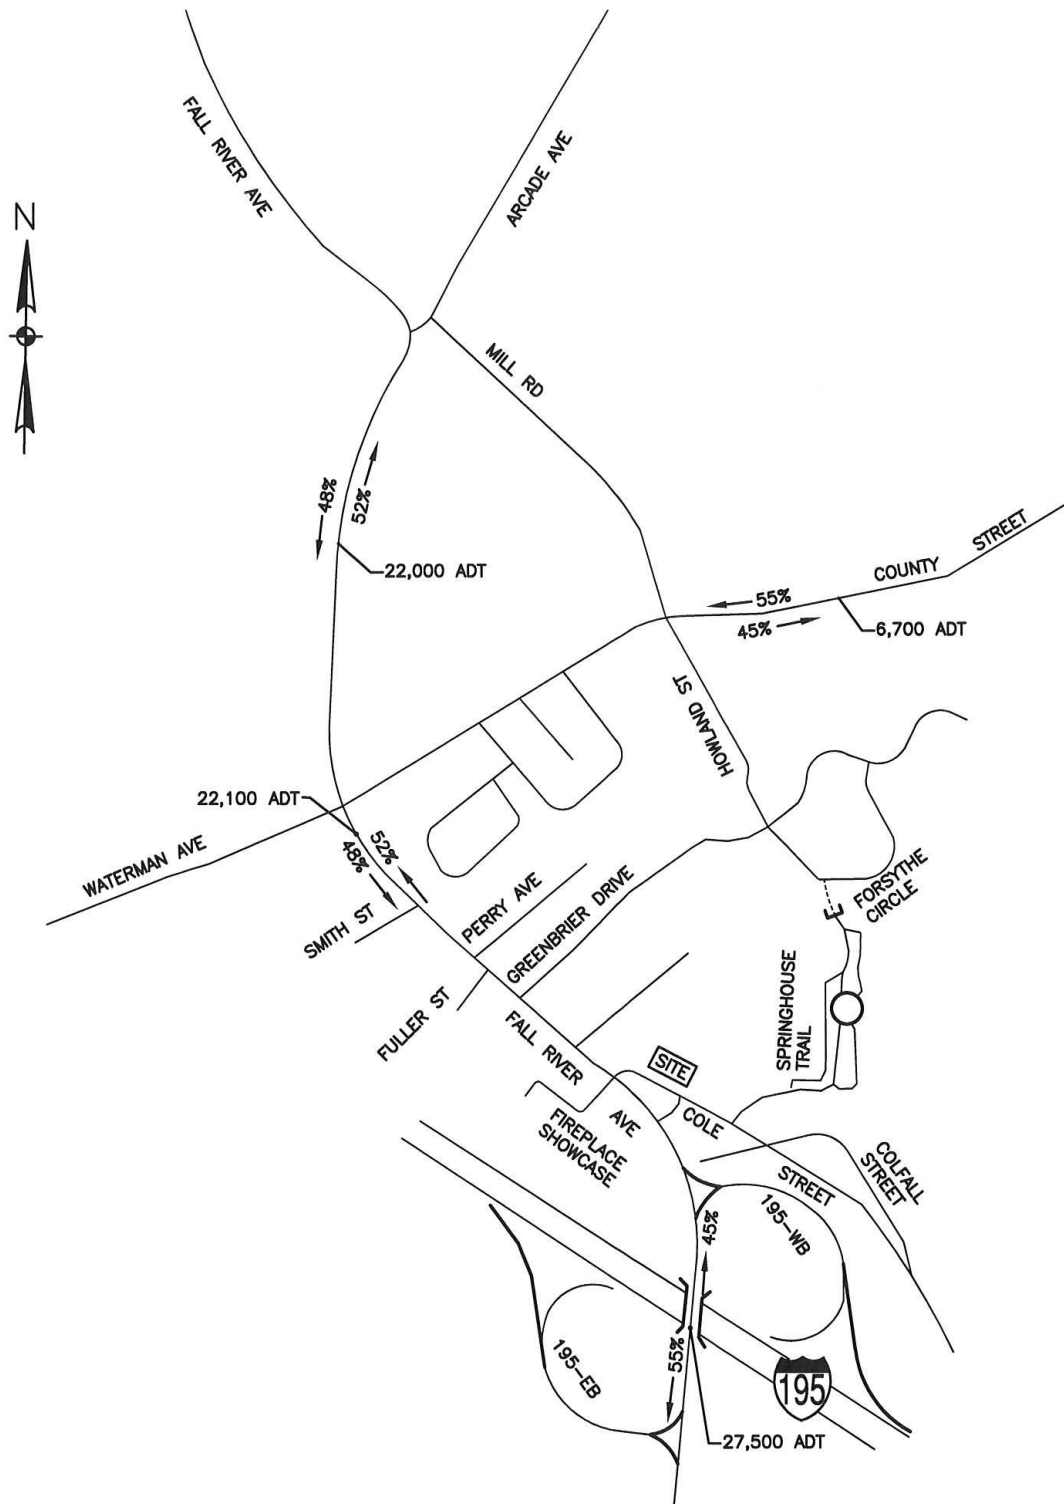 FALL RIVER AVE
ARCADE AVE
N
MILL RD
48%
52%
22,000 ADT
COUNTY STREET
55%
45%
6,700 ADT
HOWLAND ST
22,100 ADT
52%
48%
WATERMAN AVE
SMITH ST
PERRY AVE
GREENBRIER DRIVE
FORSYTHE
CIRCLE
FULLER ST
SPRINGHOUSE
TRAIL
FALL RIVER AVE
SITE
FIREPLACE
SHOWCASE
COLE STREET
COLFALL
STREET
195-WB
45%
195-EB
55%
195
27,500 ADT